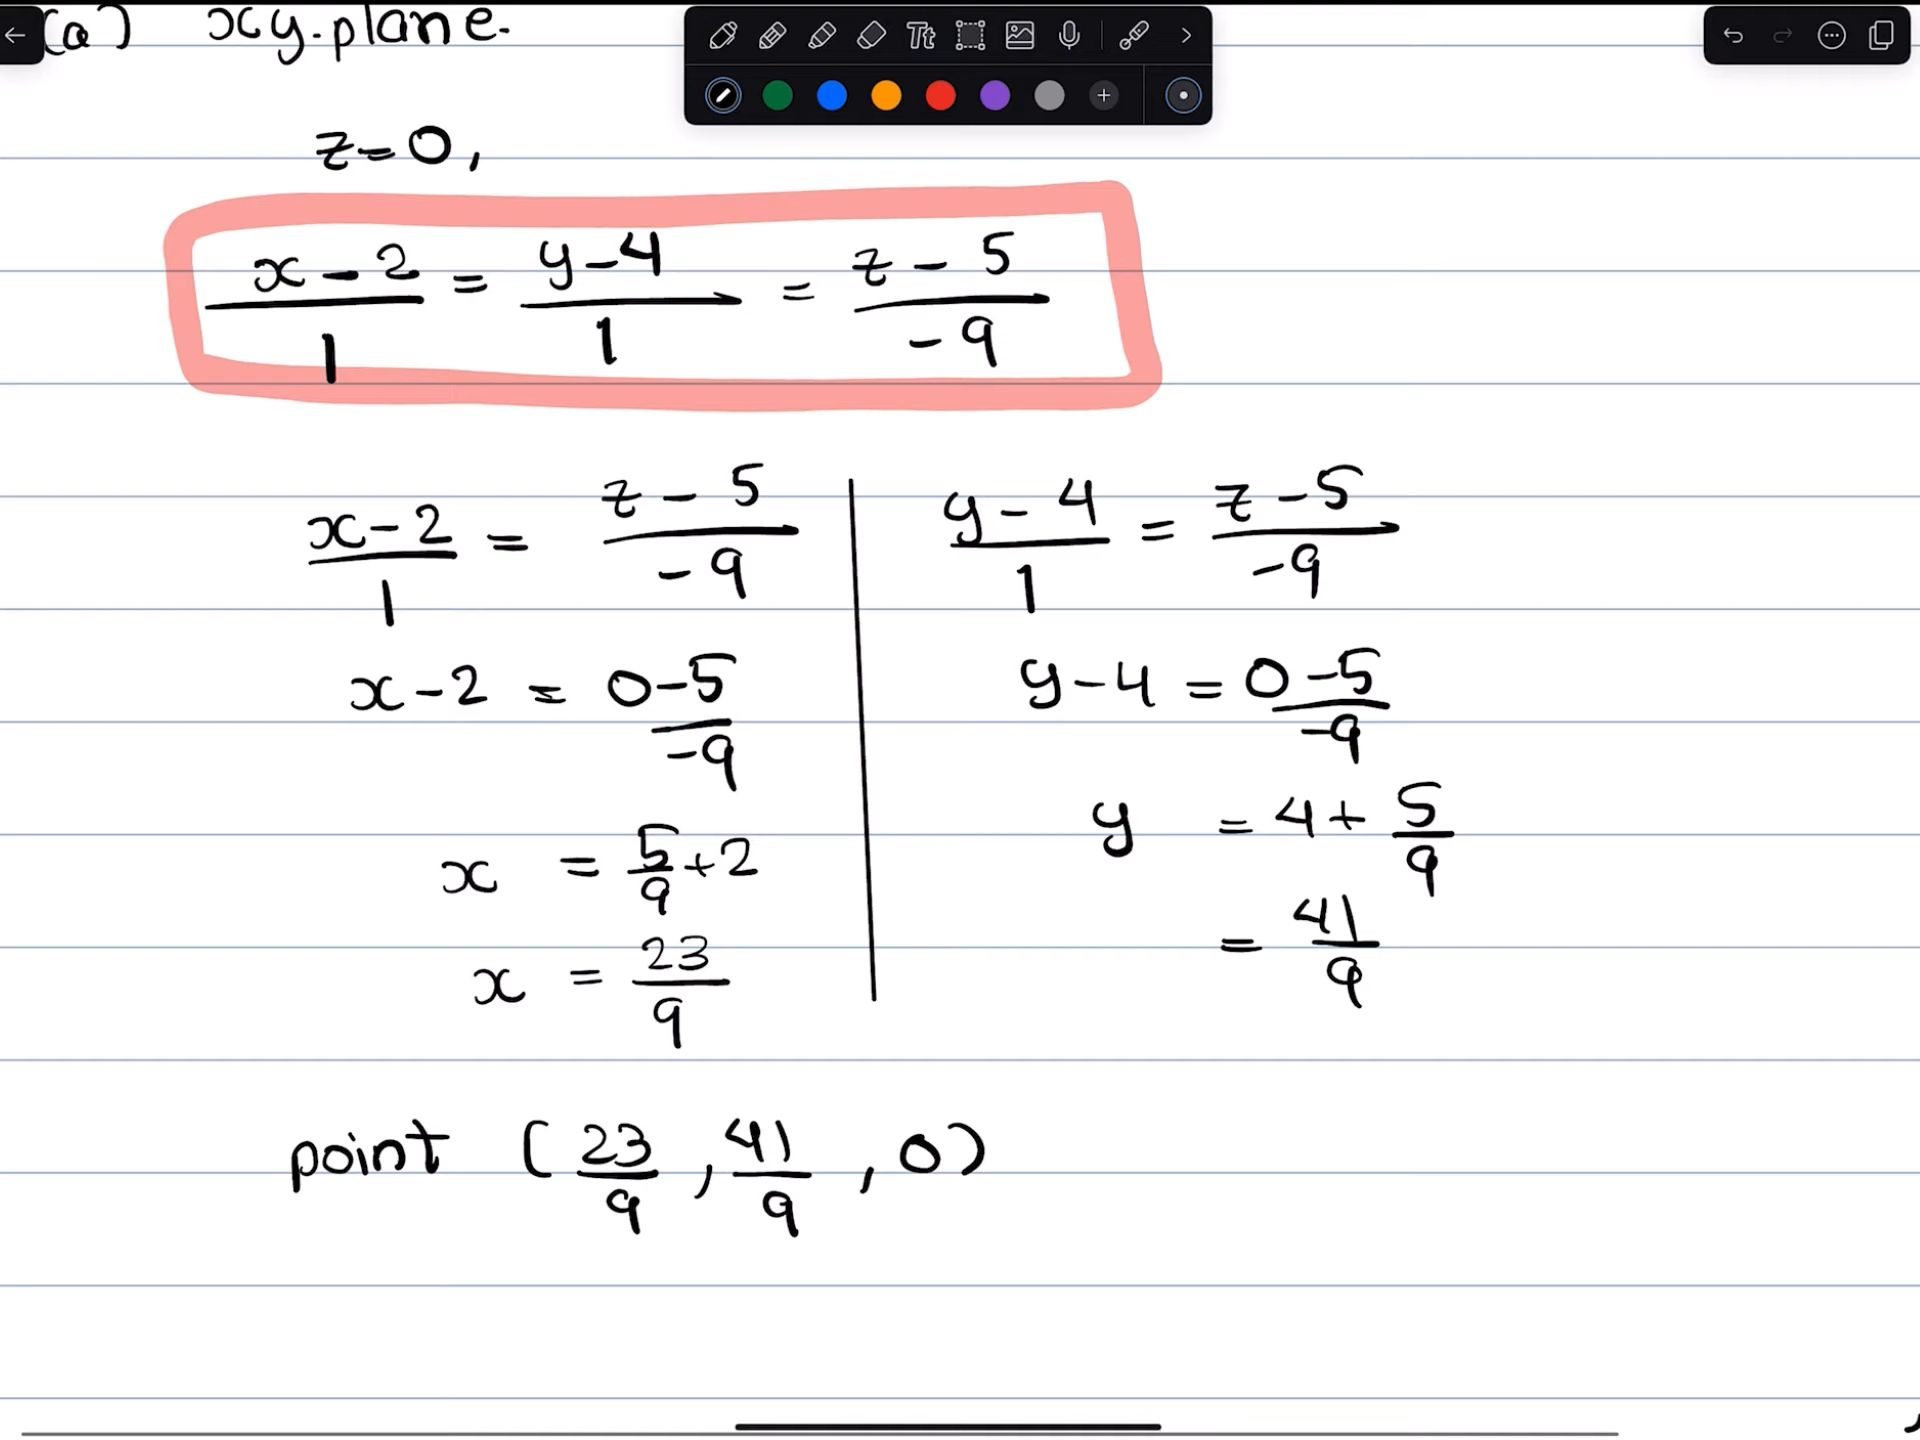 (a) xy-plane.
Tt
z=0,
(x-2)/1 = (y-4)/1 = (z-5)/-9
(x-2)/1 = (z-5)/-9
x-2 = (0-5)/-9
x = 5/9+2
x = 23/9
(y-4)/1 = (z-5)/-9
y-4 = (0-5)/-9
y = 4+5/9
= 41/9
point (23/9, 41/9, 0)